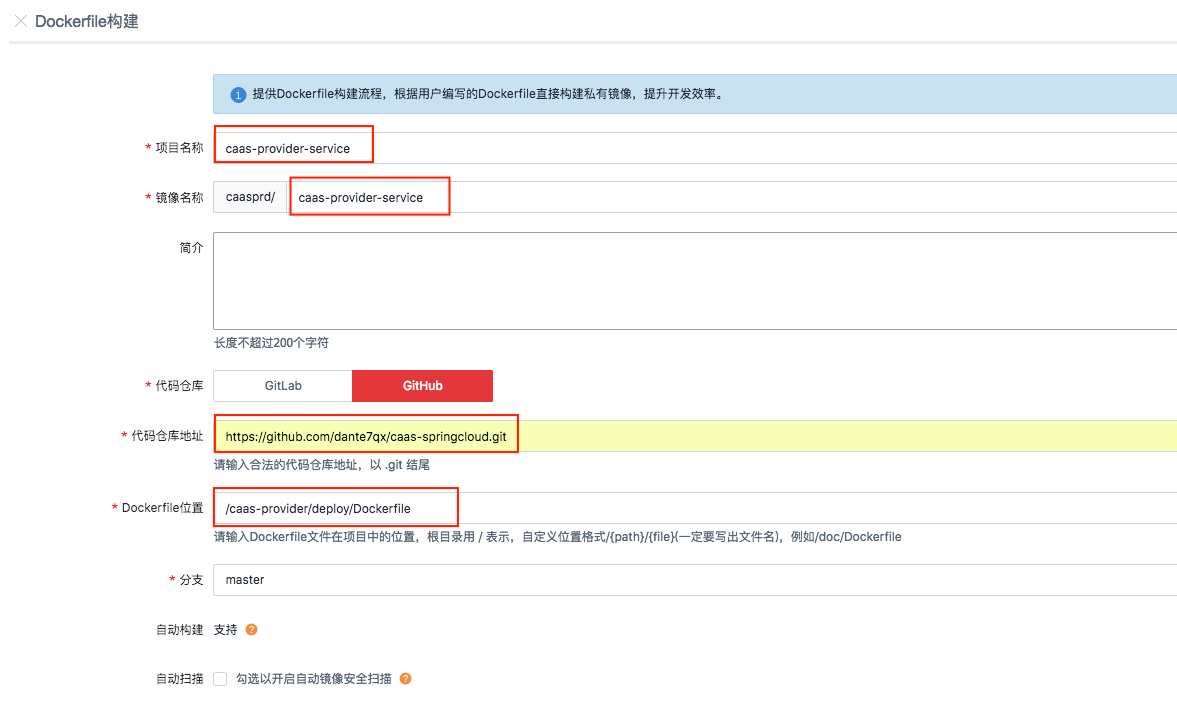 Dockerfile构建
提供Dockerfile构建流程，根据用户编写的Dockerfile直接构建私有镜像，提升开发效率。
* 项目名称 caas-provider-service
* 镜像名称 caasprd/ caas-provider-service
简介
长度不超过200个字符
* 代码仓库 GitLab GitHub
* 代码仓库地址 https://github.com/dante7qx/caas-springcloud.git
请输入合法的代码仓库地址，以 .git 结尾
* Dockerfile位置 /caas-provider/deploy/Dockerfile
请输入Dockerfile文件在项目中的位置，根目录用 / 表示，自定义位置格式/{path}/{file}(一定要写出文件名)，例如/doc/Dockerfile
* 分支 master
自动构建 支持 ?
自动扫描 勾选以开启自动镜像安全扫描 ?